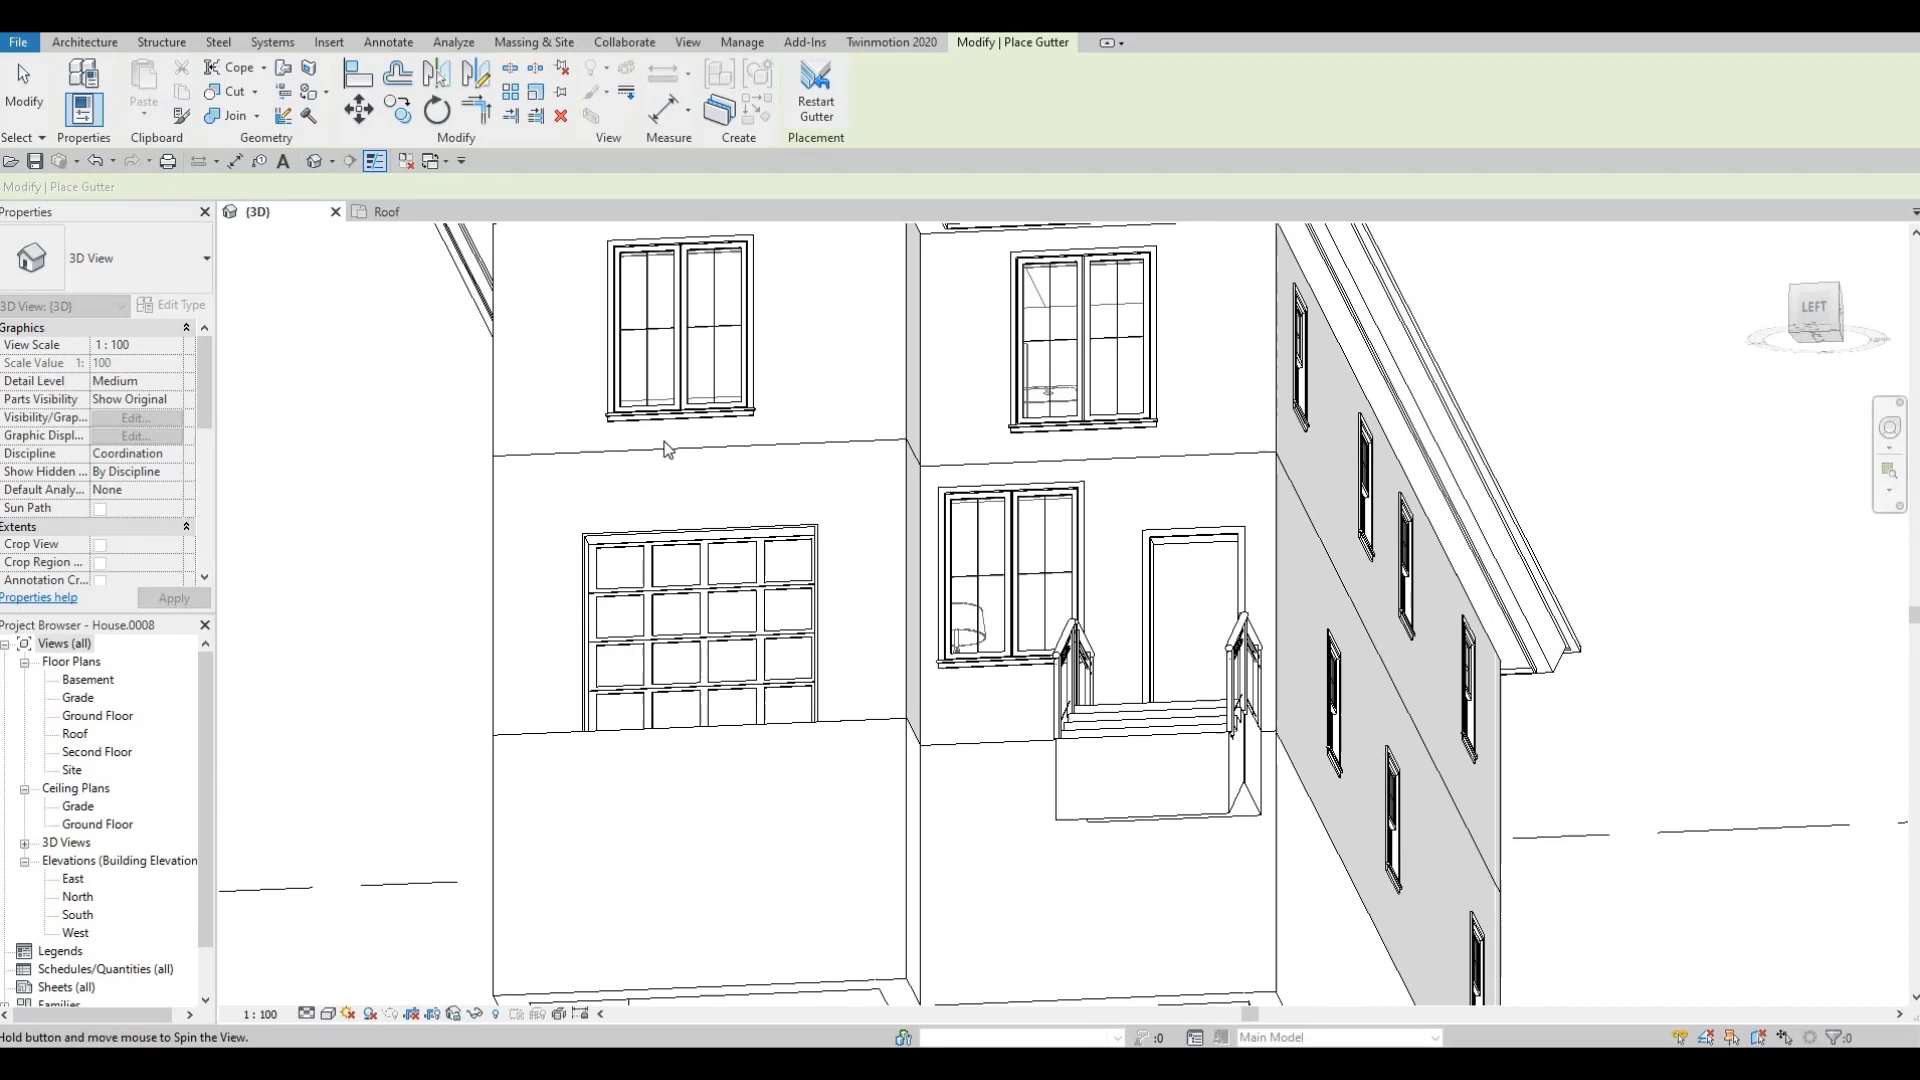 File Architecture Structure Steel Systems Insert Annotate Analyze Massing & Site Collaborate View Manage Add-Ins Twinmotion 2020 Modify | Place Gutter
Modify
Paste
Cope
Cut
Join
Restart
Gutter
Select Properties Clipboard Geometry Modify View Measure Create Placement
A
Modify | Place Gutter
Properties
{3D}
Roof
3D View
3D View: {3D}
Edit Type
Graphics
View Scale 1 : 100
Scale Value 1: 100
Detail Level Medium
Parts Visibility Show Original
Visibility/Grap... Edit...
Graphic Displ... Edit...
Discipline Coordination
Show Hidden ... By Discipline
Default Analy... None
Sun Path
Extents
Crop View
Crop Region ...
Annotation Cr...
Properties help Apply
Project Browser - House.0008
Views (all)
Floor Plans
Basement
Grade
Ground Floor
Roof
Second Floor
Site
Ceiling Plans
Grade
Ground Floor
3D Views
Elevations (Building Elevation
East
North
South
West
Legends
Schedules/Quantities (all)
Sheets (all)
Families
LEFT
1 : 100
Hold button and move mouse to Spin the View.
:0
Main Model
:0